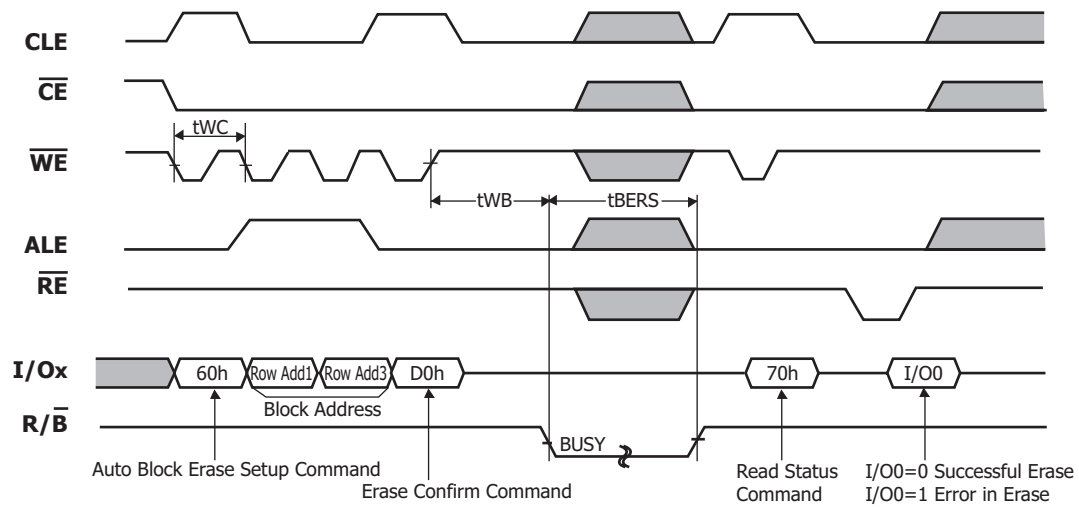 CLE
CE
tWC
WE
tWB
tBERS
ALE
RE
I/Ox
60h
Row Add1
Row Add3
D0h
70h
I/O0
Block Address
R/B
BUSY
Auto Block Erase Setup Command
Erase Confirm Command
Read Status
Command
I/O0=0 Successful Erase
I/O0=1 Error in Erase